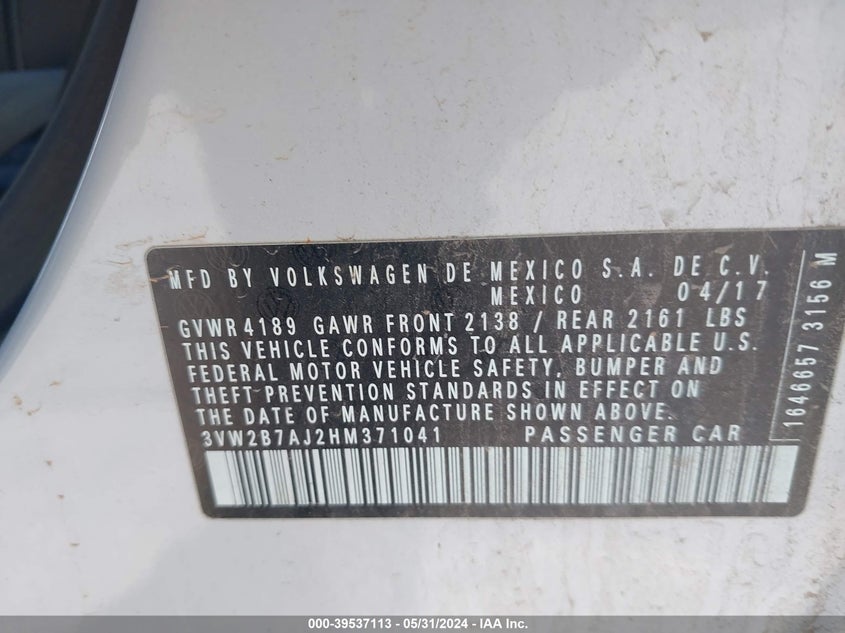 MFD BY VOLKSWAGEN DE MEXICO S.A. DE C.V.
MEXICO 04/17
GVWR 4189 GAWR FRONT 2138 / REAR 2161 LBS
THIS VEHICLE CONFORMS TO ALL APPLICABLE U.S.
FEDERAL MOTOR VEHICLE SAFETY, BUMPER AND
THEFT PREVENTION STANDARDS IN EFFECT ON
THE DATE OF MANUFACTURE SHOWN ABOVE.
3VW2B7AJ2HM371041 PASSENGER CAR
1646657 3156 M
000-39537113 - 05/31/2024 - IAA Inc.